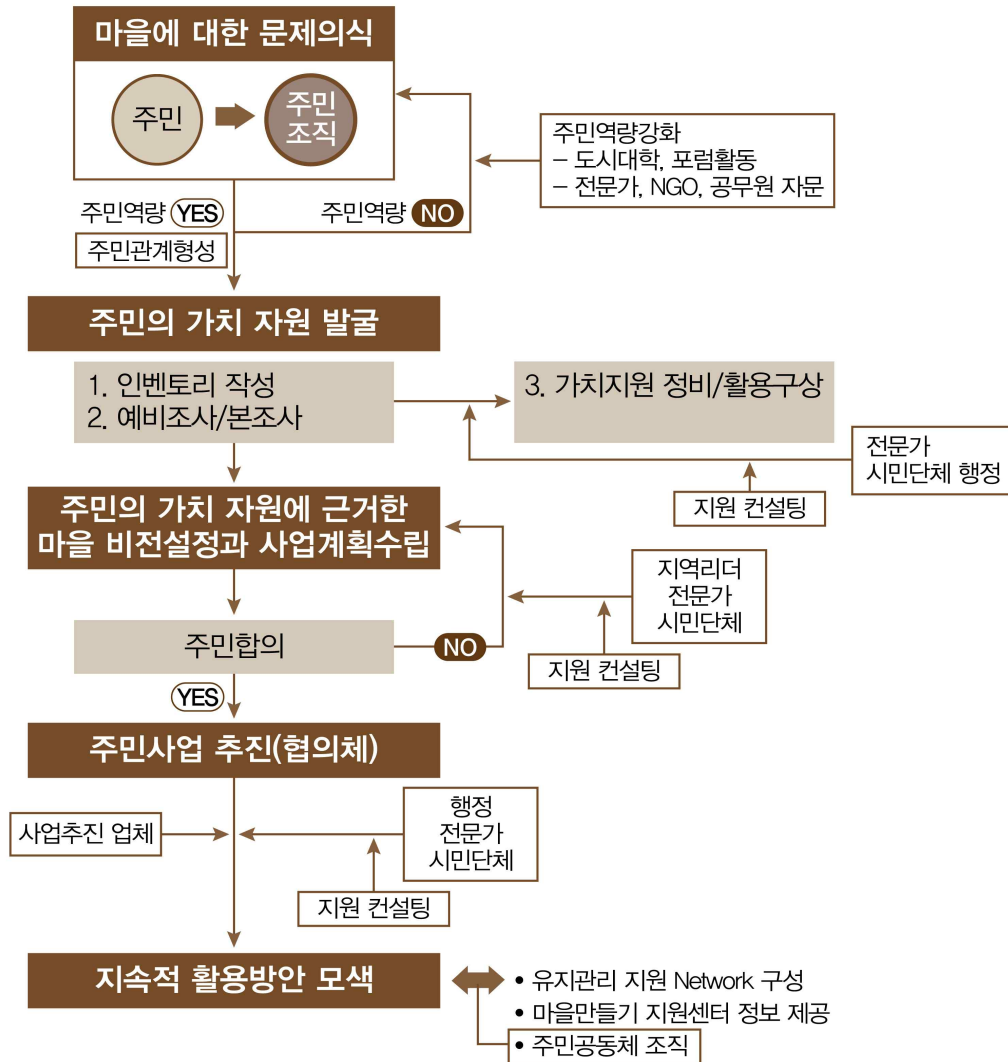 마을에 대한 문제의식
주민
주민
조직
주민역량강화
– 도시대학, 포럼활동
– 전문가, NGO, 공무원 자문
주민역량 YES
주민역량 NO
주민관계형성
주민의 가치 자원 발굴
1. 인벤토리 작성
2. 예비조사/본조사
3. 가치지원 정비/활용구상
전문가
시민단체 행정
지원 컨설팅
주민의 가치 자원에 근거한
마을 비전설정과 사업계획수립
지역리더
전문가
시민단체
지원 컨설팅
주민합의
NO
YES
주민사업 추진(협의체)
사업추진 업체
행정
전문가
시민단체
지원 컨설팅
지속적 활용방안 모색
• 유지관리 지원 Network 구성
• 마을만들기 지원센터 정보 제공
• 주민공동체 조직